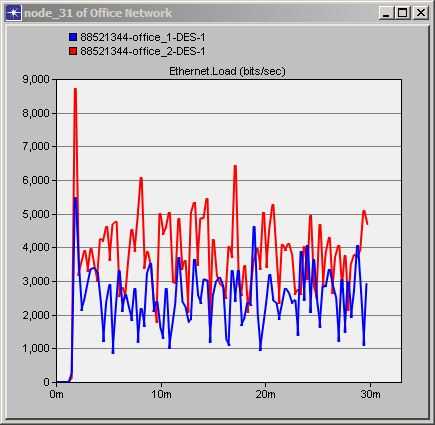 node_31 of Office Network
88521344-office_1-DES-1
88521344-office_2-DES-1
Ethernet.Load (bits/sec)
9,000
8,000
7,000
6,000
5,000
4,000
3,000
2,000
1,000
0
0m 10m 20m 30m